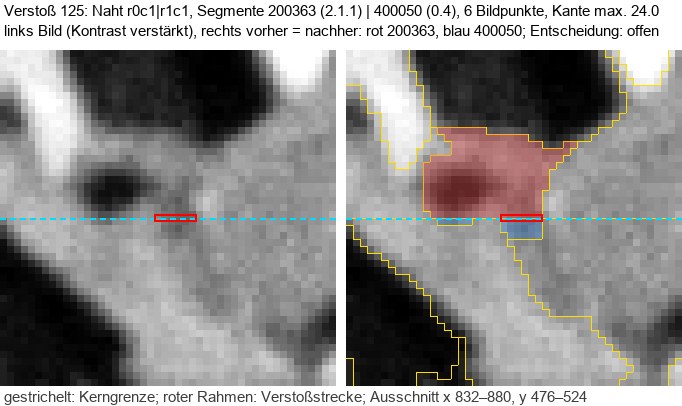 Verstoß 125: Naht r0c1|r1c1, Segmente 200363 (2.1.1) | 400050 (0.4), 6 Bildpunkte, Kante max. 24.0
links Bild (Kontrast verstärkt), rechts vorher = nachher: rot 200363, blau 400050; Entscheidung: offen
gestrichelt: Kerngrenze; roter Rahmen: Verstoßstrecke; Ausschnitt x 832–880, y 476–524